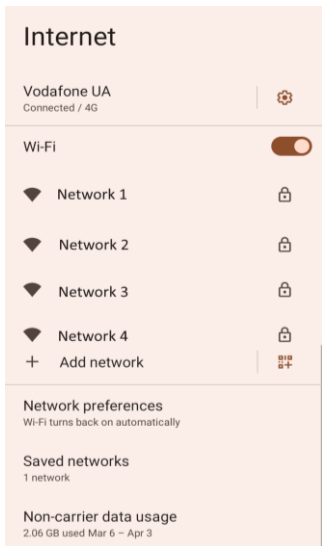 Internet
Vodafone UA
Connected / 4G
Wi-Fi
Network 1
Network 2
Network 3
Network 4
Add network
Network preferences
Wi-Fi turns back on automatically
Saved networks
1 network
Non-carrier data usage
2.06 GB used Mar 6 – Apr 3